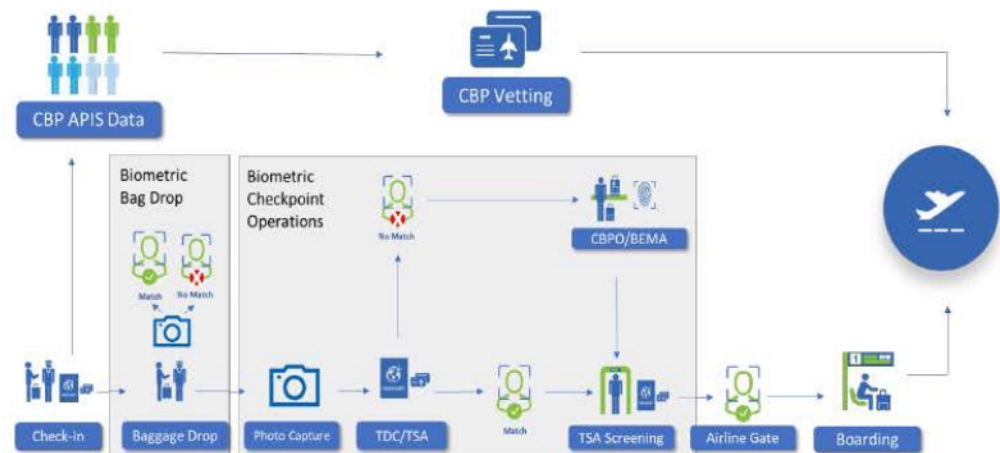 CBP APIS Data
CBP Vetting
Biometric
Bag Drop
Match
No Match
Biometric
Checkpoint
Operations
No Match
CBPO/BEMA
1
Match
Check-in
Baggage Drop
Photo Capture
TDC/TSA
TSA Screening
Airline Gate
Boarding